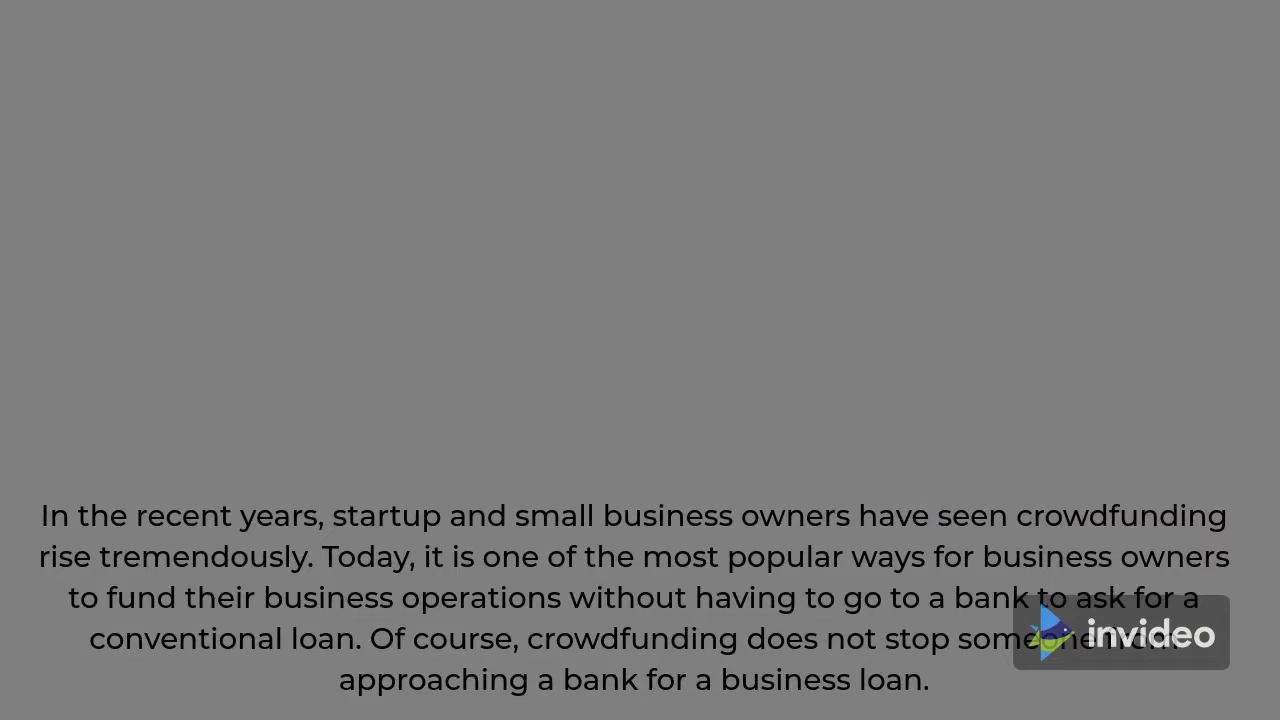 In the recent years, startup and small business owners have seen crowdfunding
rise tremendously. Today, it is one of the most popular ways for business owners
to fund their business operations without having to go to a bank to ask for a
conventional loan. Of course, crowdfunding does not stop someone from
approaching a bank for a business loan.
invideo